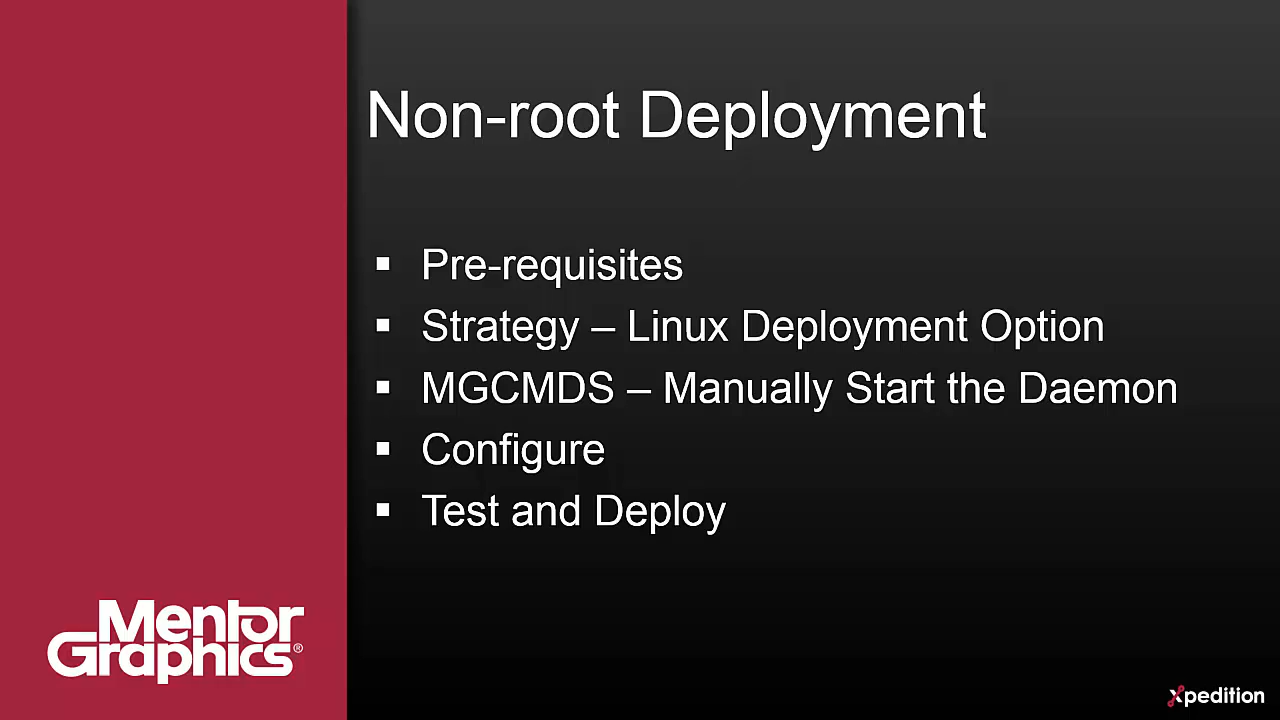 Non-root Deployment
▪ Pre-requisites
▪ Strategy – Linux Deployment Option
▪ MGCMDS – Manually Start the Daemon
▪ Configure
▪ Test and Deploy
Mentor
Graphics®
Xpedition